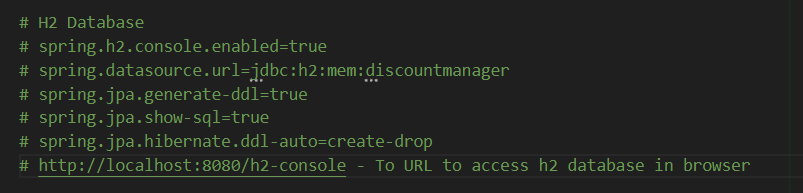 # H2 Database
# spring.h2.console.enabled=true
# spring.datasource.url=jdbc:h2:mem:discountmanager
# spring.jpa.generate-ddl=true
# spring.jpa.show-sql=true
# spring.jpa.hibernate.ddl-auto=create-drop
# http://localhost:8080/h2-console - To URL to access h2 database in browser